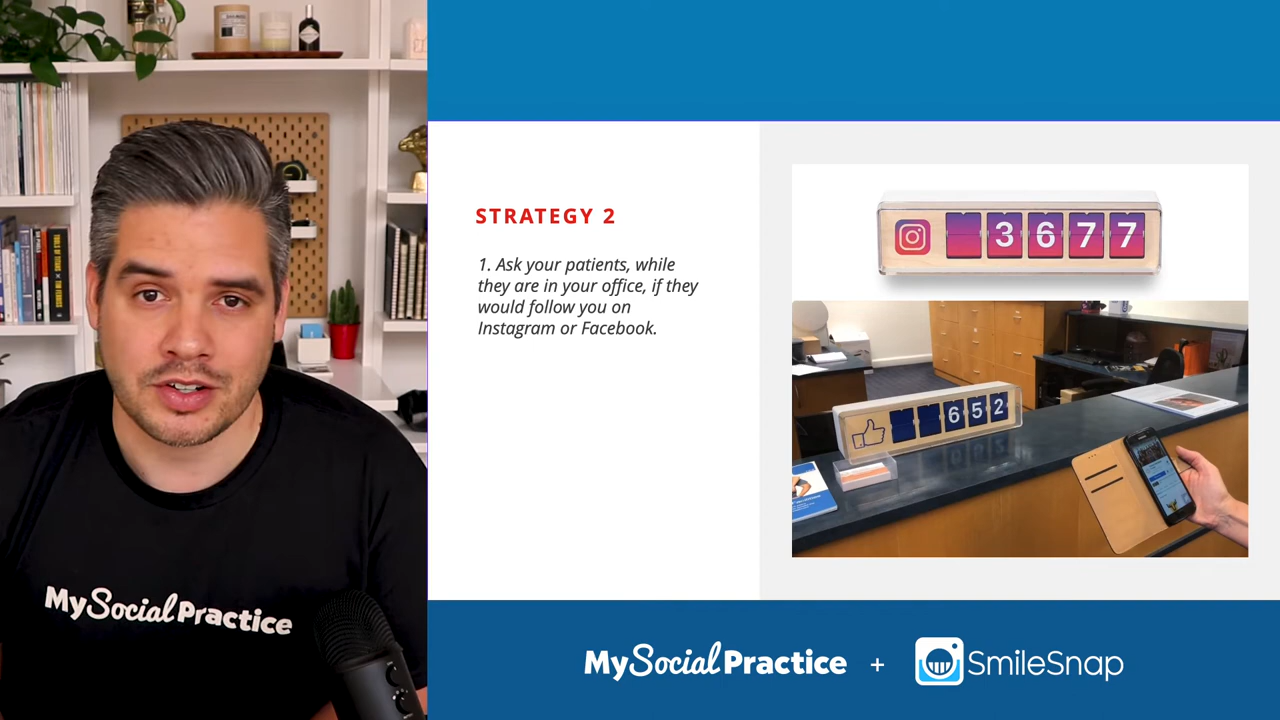 STRATEGY 2
1. Ask your patients, while
they are in your office, if they
would follow you on
Instagram or Facebook.
3677
652
MySocialPractice
MySocialPractice + SmileSnap